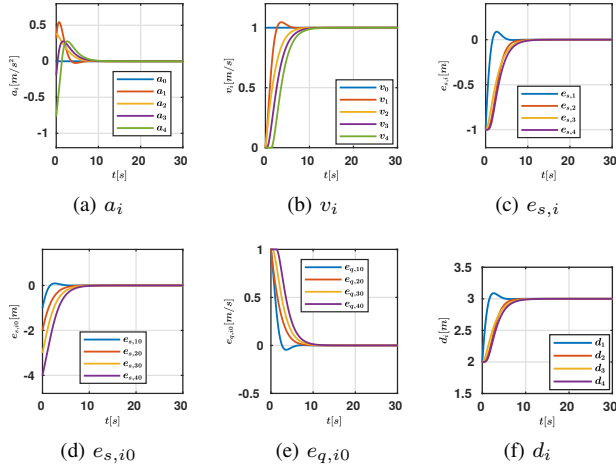 a_i[m/s²]
0.5
0
-0.5
-1
0 10 20 30
t[s]
a_0
a_1
a_2
a_3
a_4
(a) a_i
v_i[m/s]
1
0.5
0
0 10 20 30
t[s]
v_0
v_1
v_2
v_3
v_4
(b) v_i
e_{s,i}[m]
0
-1
0 10 20 30
t[s]
e_{s,1}
e_{s,2}
e_{s,3}
e_{s,4}
(c) e_{s,i}
e_{s,i0}[m]
0
-2
-4
0 10 20 30
t[s]
e_{s,10}
e_{s,20}
e_{s,30}
e_{s,40}
(d) e_{s,i0}
e_{q,i0}[m/s]
1
0.5
0
-0.5
0 10 20 30
t[s]
e_{q,10}
e_{q,20}
e_{q,30}
e_{q,40}
(e) e_{q,i0}
d_i[m]
3.5
3
2.5
2
1.5
0 10 20 30
t[s]
d_1
d_2
d_3
d_4
(f) d_i